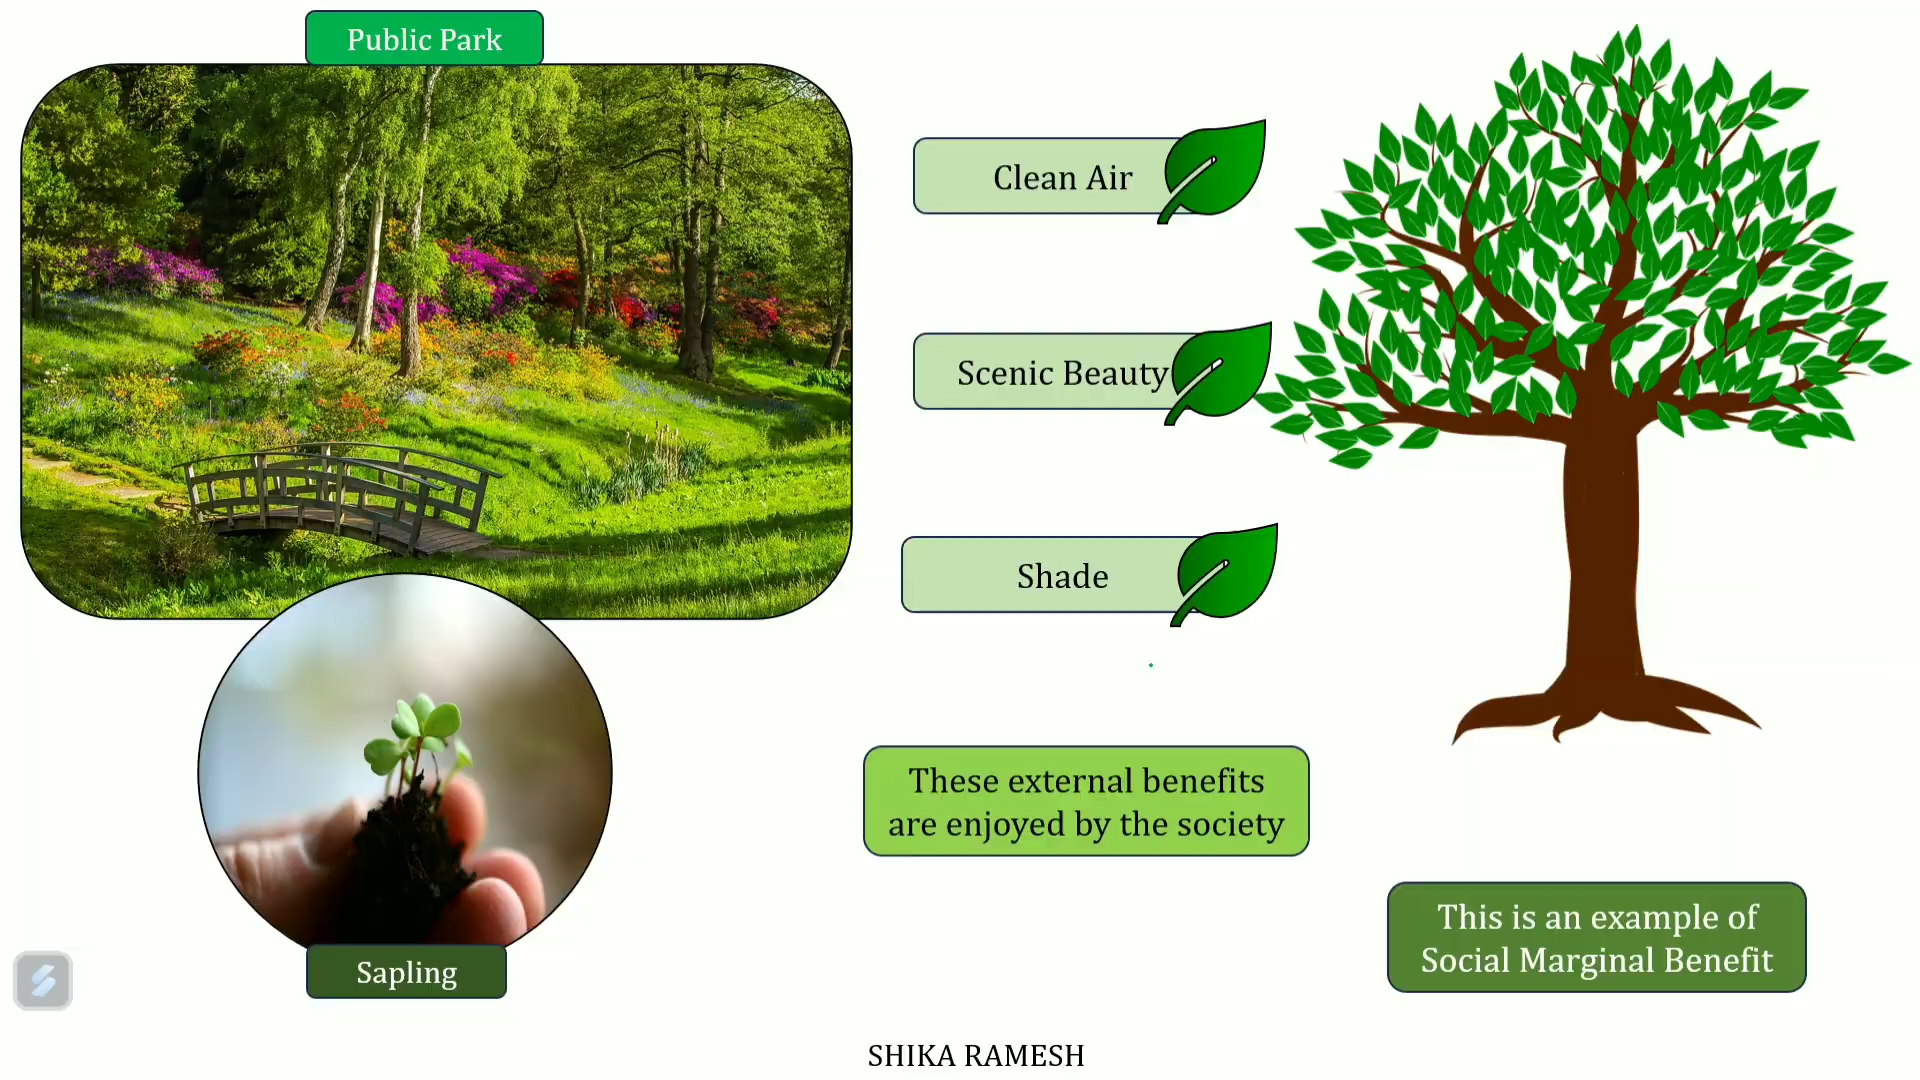 Public Park
Clean Air
Scenic Beauty
Shade
These external benefits
are enjoyed by the society
This is an example of
Social Marginal Benefit
Sapling
SHIKA RAMESH